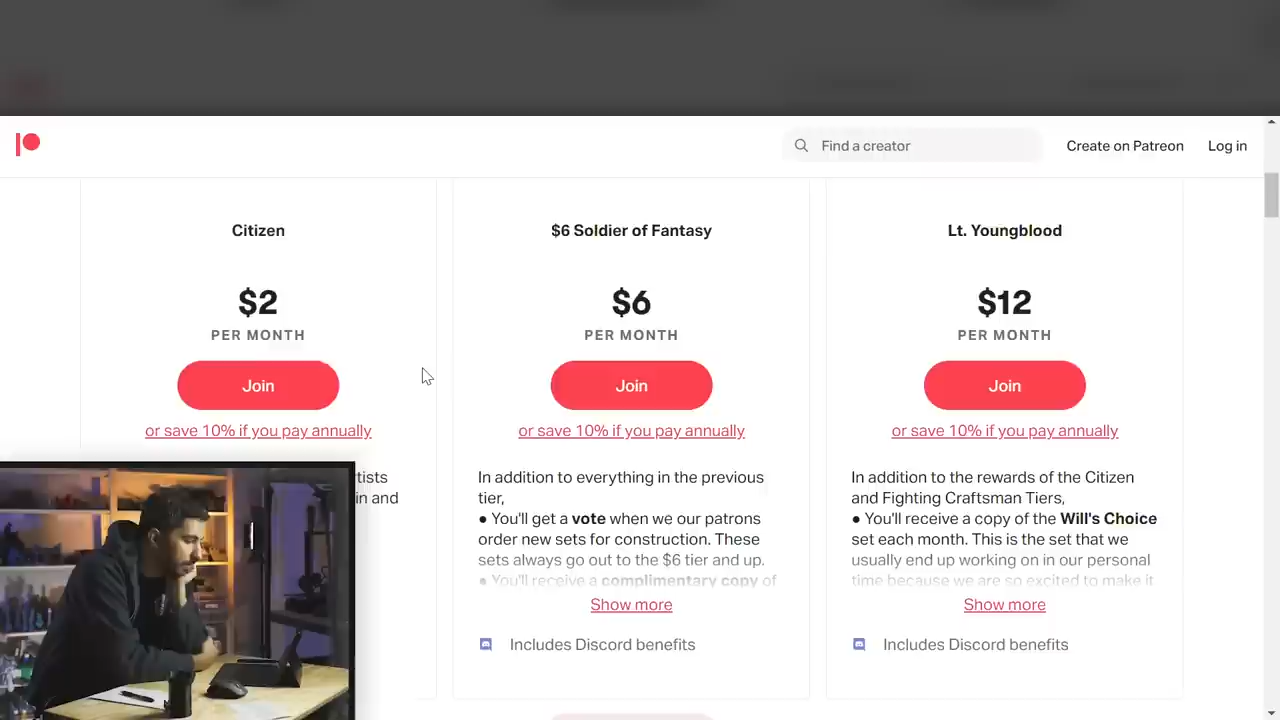 Find a creator
Create on Patreon
Log in
Citizen
$2
PER MONTH
Join
or save 10% if you pay annually
tists
in and
$6 Soldier of Fantasy
$6
PER MONTH
Join
or save 10% if you pay annually
In addition to everything in the previous
tier,
● You'll get a vote when we our patrons
order new sets for construction. These
sets always go out to the $6 tier and up.
● You'll receive a complimentary copy of
Show more
Includes Discord benefits
Lt. Youngblood
$12
PER MONTH
Join
or save 10% if you pay annually
In addition to the rewards of the Citizen
and Fighting Craftsman Tiers,
● You'll receive a copy of the Will's Choice
set each month. This is the set that we
usually end up working on in our personal
time because we are so excited to make it
Show more
Includes Discord benefits